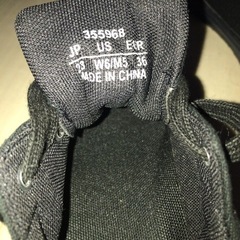 355968
JP US EUR
23 W6/M5 36
MADE IN CHINA